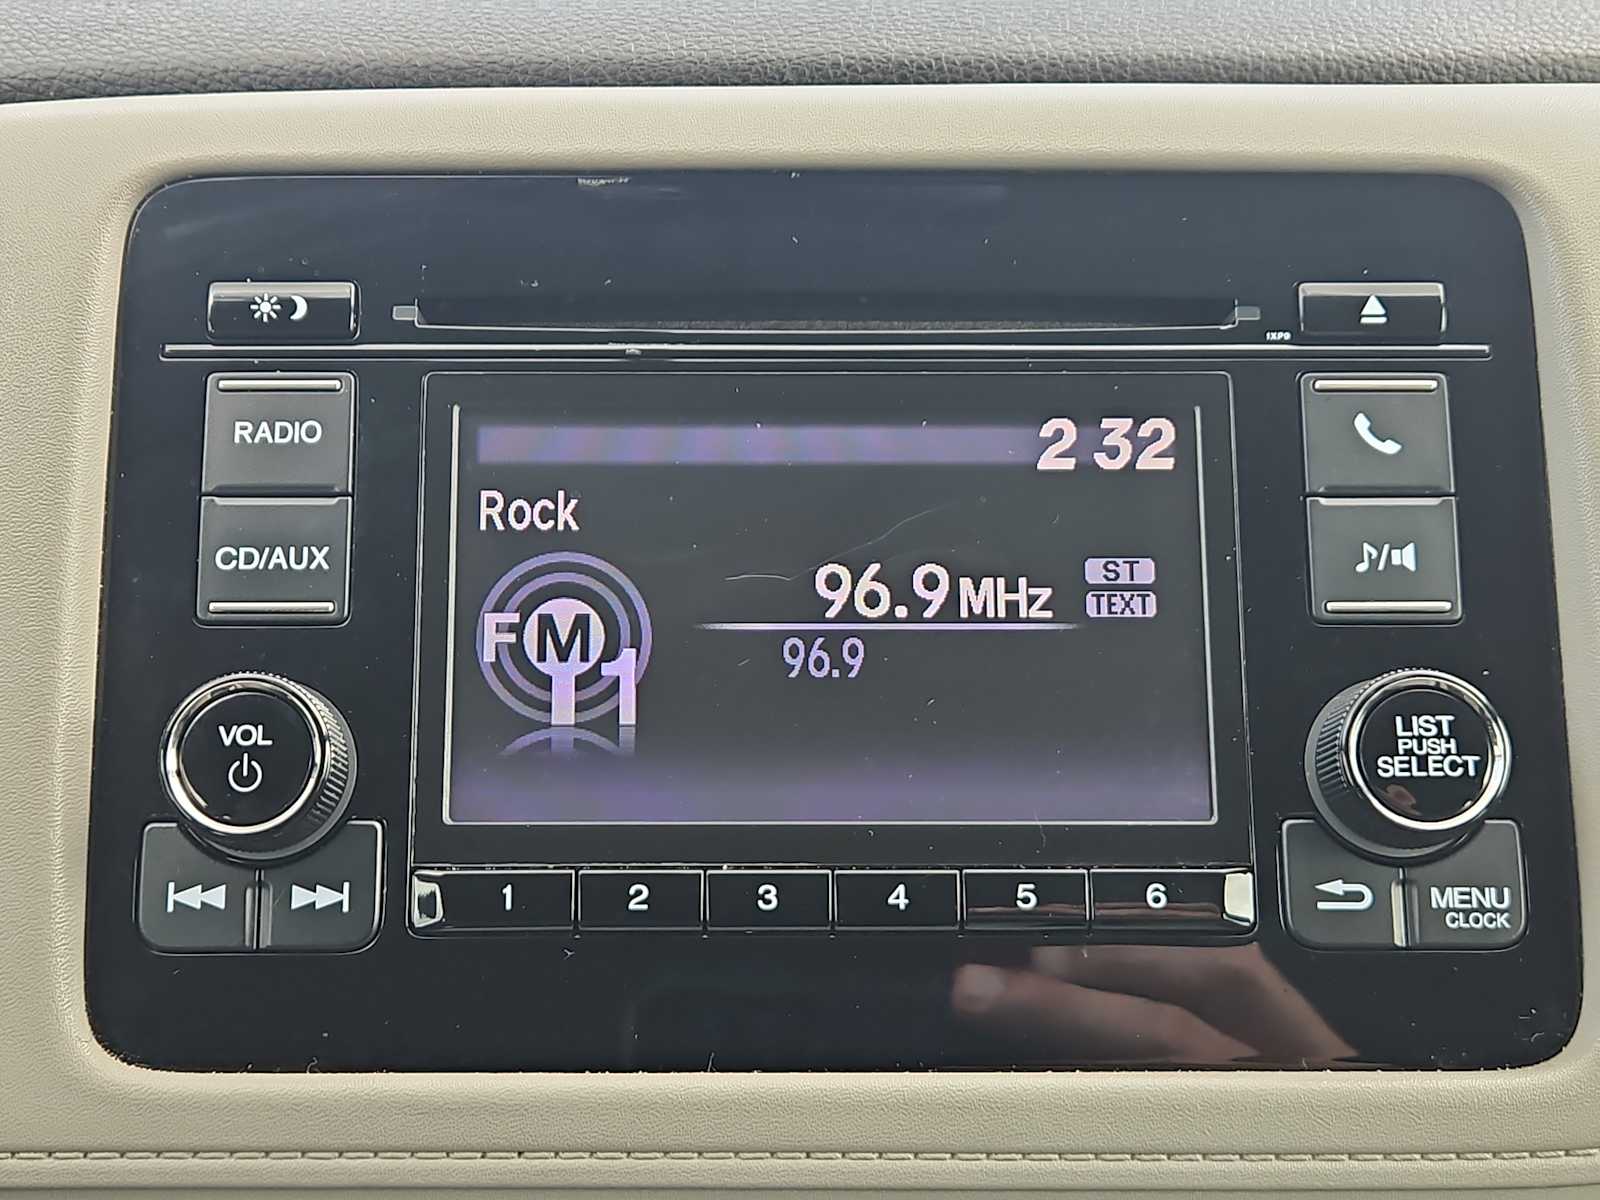 1XP9
RADIO
CD/AUX
2 32
Rock
96.9 MHz
ST
TEXT
96.9
FM
1
VOL
LIST
PUSH
SELECT
1
2
3
4
5
6
MENU
CLOCK